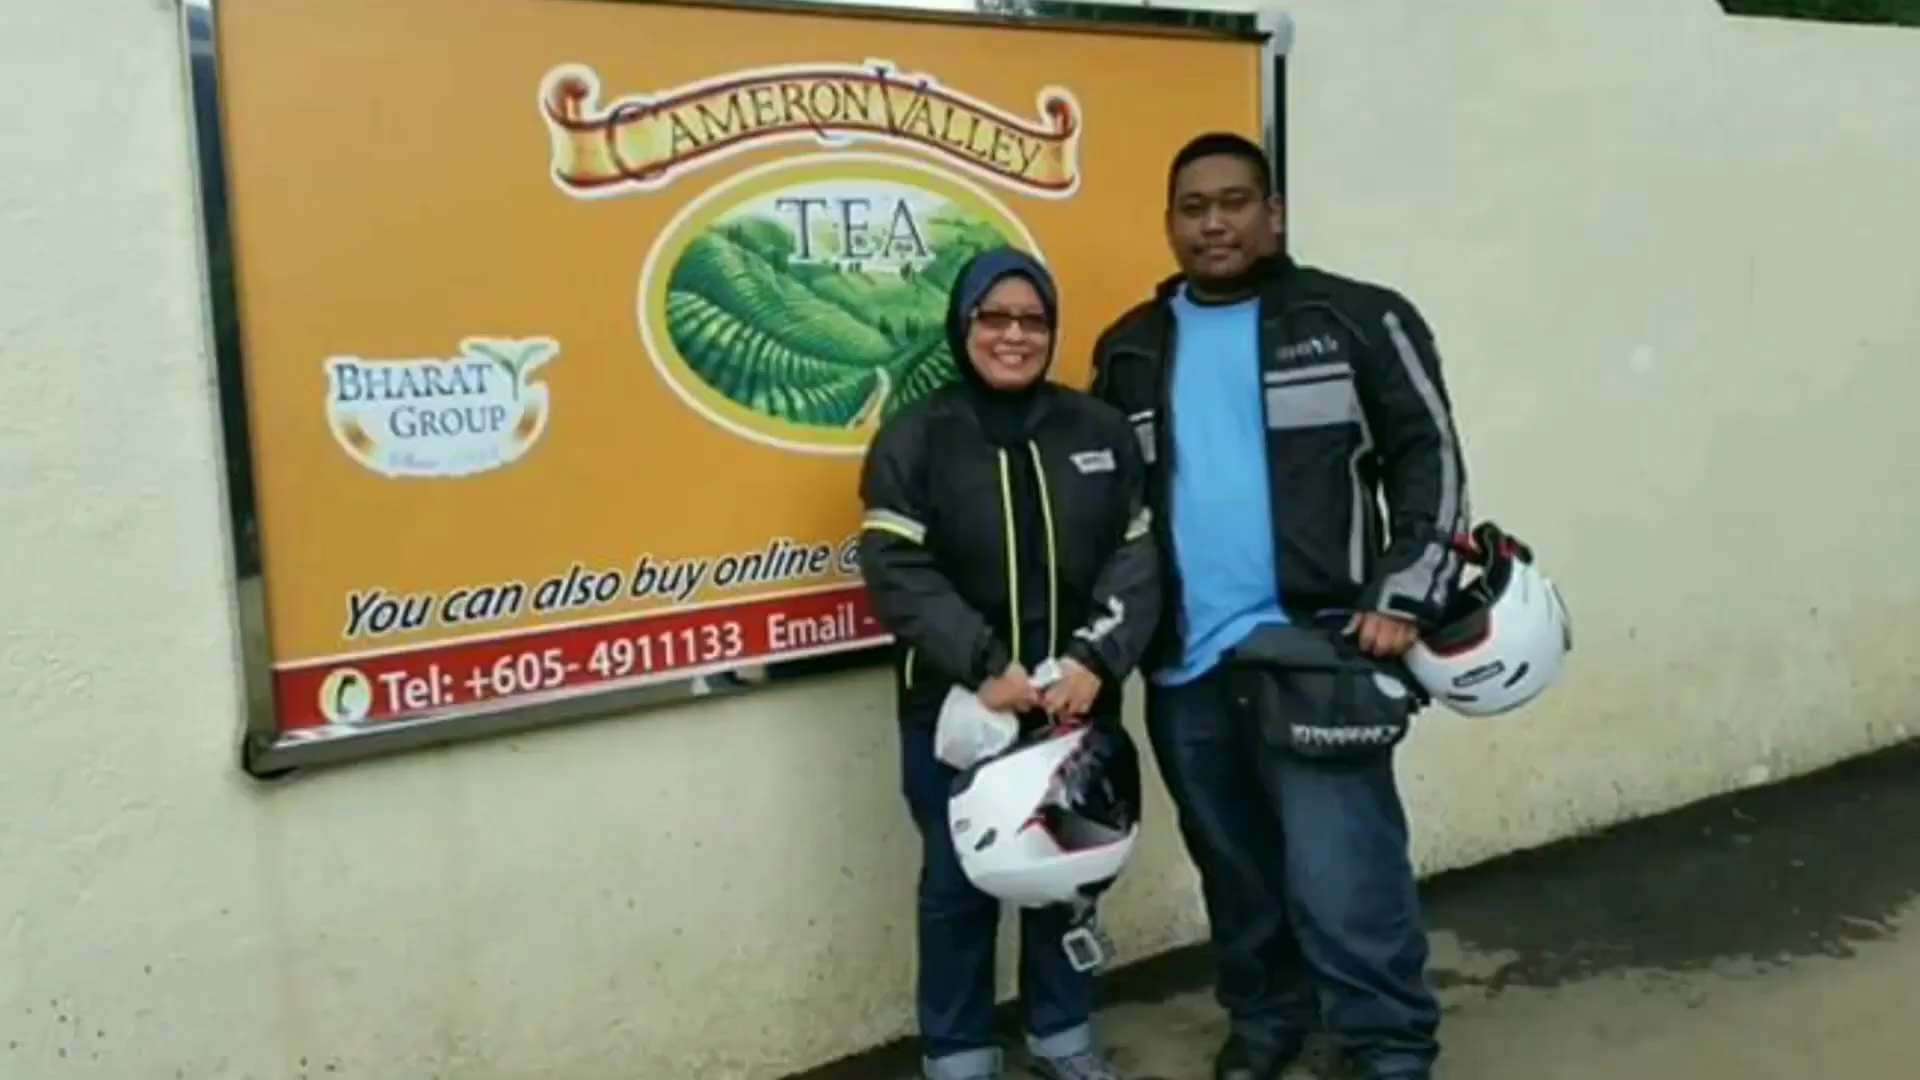 CAMERON VALLEY
TEA
BHARAT
GROUP
You can also buy online @
Tel: +605- 4911133 Email -